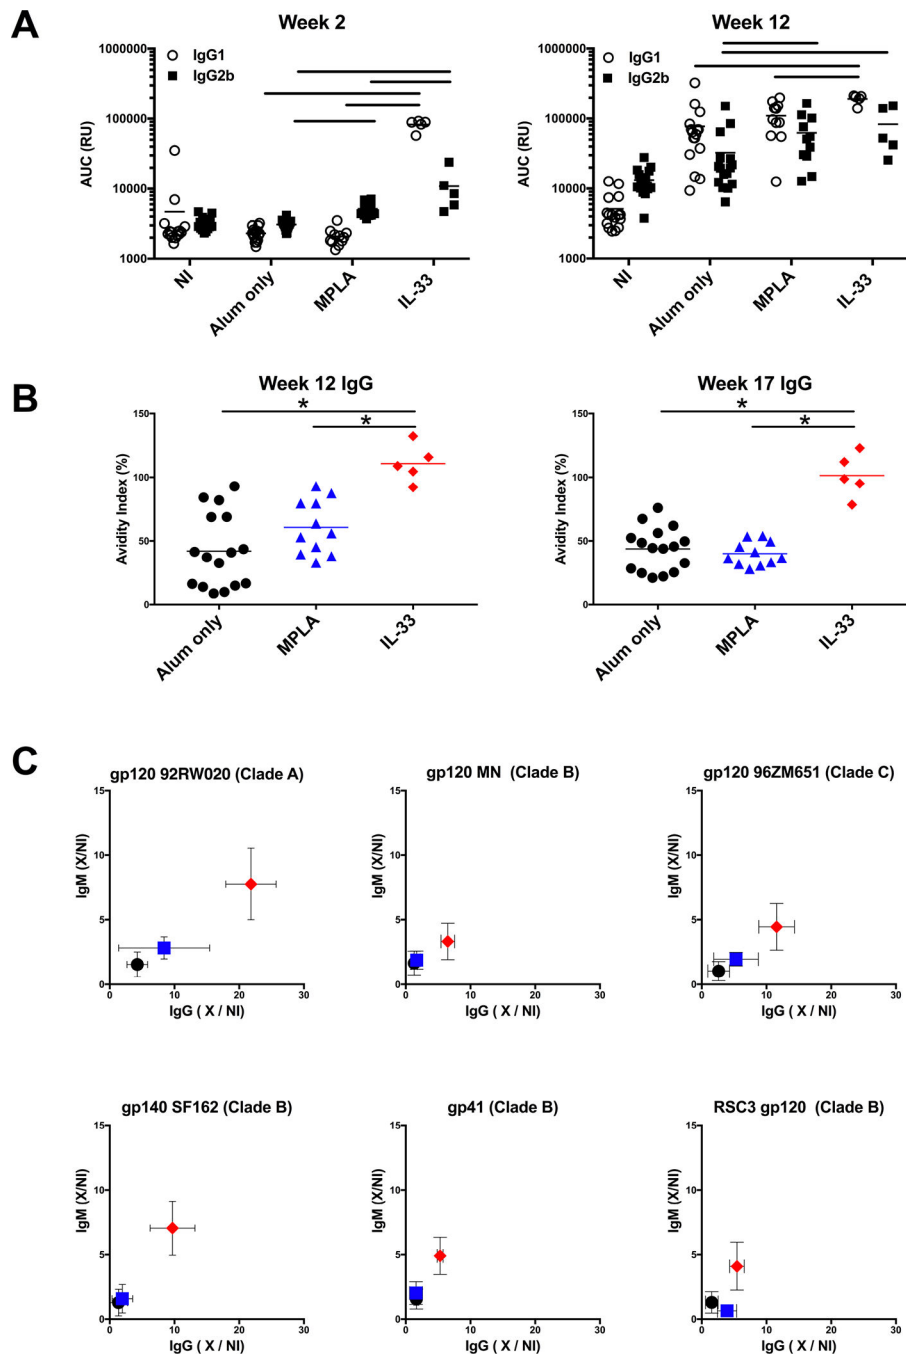 A
Week 2
IgG1
IgG2b
AUC (RU)
1000000
100000
10000
1000
NI
Alum only
MPLA
IL-33
Week 12
IgG1
IgG2b
AUC (RU)
1000000
100000
10000
1000
NI
Alum only
MPLA
IL-33
B
Week 12 IgG
* *
Avidity Index (%)
150
100
50
0
Alum only
MPLA
IL-33
Week 17 IgG
* *
Avidity Index (%)
150
100
50
0
Alum only
MPLA
IL-33
C
gp120 92RW020 (Clade A)
IgM (X/NI)
15
10
5
0
0 10 20 30
IgG ( X / NI)
gp120 MN (Clade B)
IgM (X/NI)
15
10
5
0
0 10 20 30
IgG ( X / NI)
gp120 96ZM651 (Clade C)
IgM (X/NI)
15
10
5
0
0 10 20 30
IgG ( X / NI)
gp140 SF162 (Clade B)
IgM (X/NI)
15
10
5
0
0 10 20 30
IgG ( X / NI)
gp41 (Clade B)
IgM (X/NI)
15
10
5
0
0 10 20 30
IgG ( X / NI)
RSC3 gp120 (Clade B)
IgM (X/NI)
15
10
5
0
0 10 20 30
IgG ( X / NI)